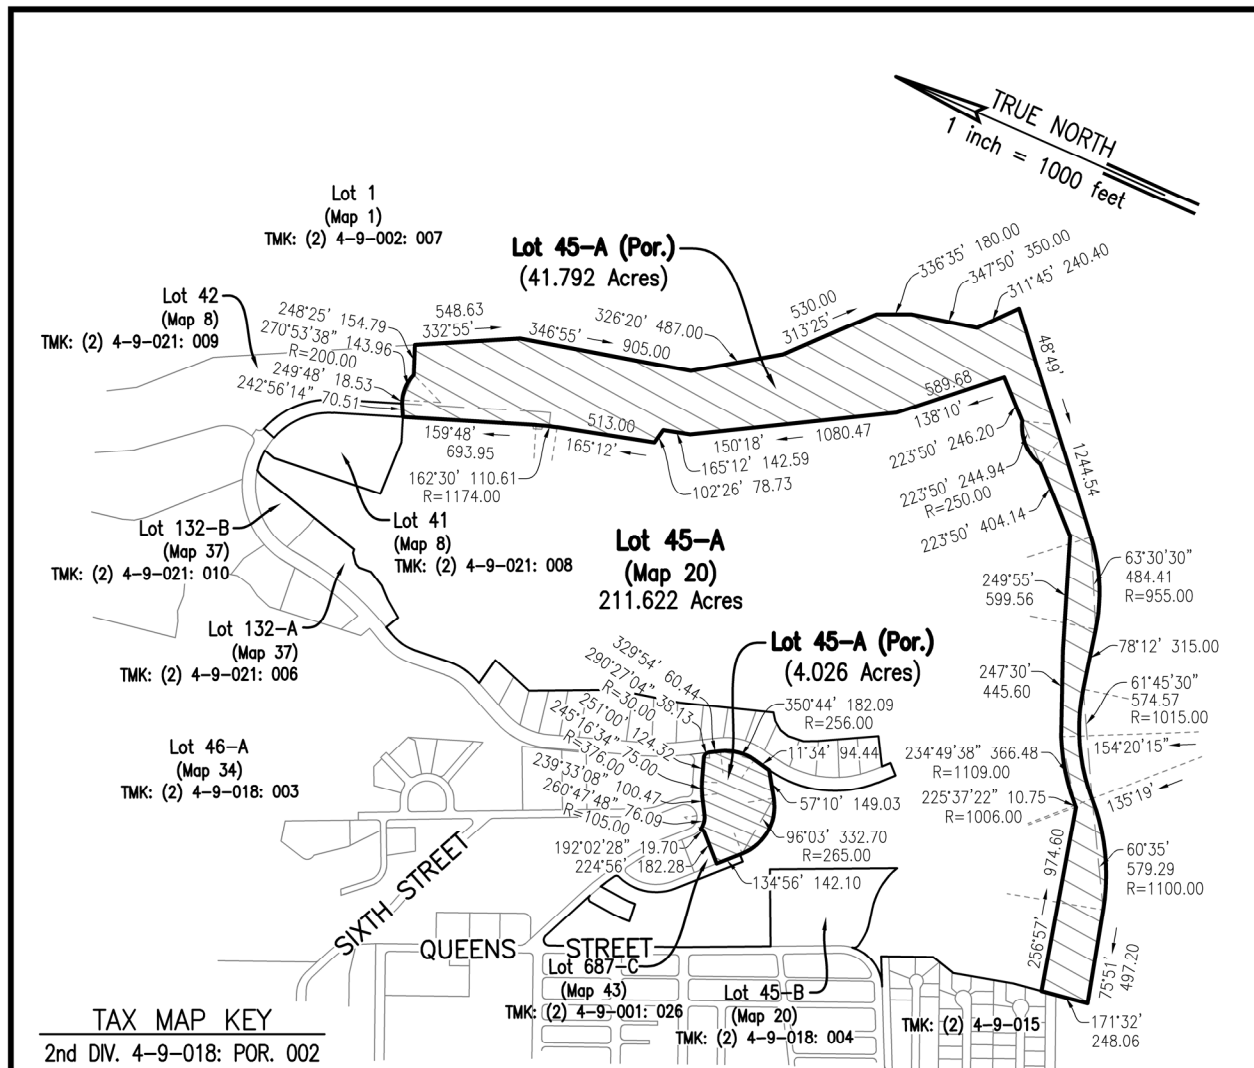 TRUE NORTH
1 inch = 1000 feet
Lot 1
(Map 1)
TMK: (2) 4-9-002: 007
Lot 45-A (Por.)
(41.792 Acres)
336°35' 180.00
347°50' 350.00
311°45' 240.40
Lot 42
(Map 8)
TMK: (2) 4-9-021: 009
248°25' 154.79
270°53'38" 143.96
R=200.00
249°48' 18.53
242°56'14" 70.51
548.63
332°55'
346°55'
905.00
326°20' 487.00
530.00
313°25'
48°49'
1244.54
589.68
138°10'
513.00
165°12'
159°48'
693.95
150°18'
1080.47
165°12' 142.59
102°26' 78.73
162°30' 110.61
R=1174.00
223°50' 246.20
223°50' 244.94
R=250.00
223°50' 404.14
Lot 41
(Map 8)
TMK: (2) 4-9-021: 008
Lot 132-B
(Map 37)
TMK: (2) 4-9-021: 010
Lot 45-A
(Map 20)
211.622 Acres
63°30'30"
484.41
R=955.00
249°55'
599.56
Lot 132-A
(Map 37)
TMK: (2) 4-9-021: 006
Lot 45-A (Por.)
(4.026 Acres)
78°12' 315.00
247°30'
445.60
61°45'30"
574.57
R=1015.00
329°54' 60.44
290°27'04" 38.13
R=30.00
251°00' 124.32
245°16'34" 75.00
R=376.00
239°33'08" 100.47
260°47'48" 76.09
R=105.00
192°02'28" 19.70
224°56' 182.28
350°44' 182.09
R=256.00
11°34' 94.44
57°10' 149.03
96°03' 332.70
R=265.00
134°56' 142.10
154°20'15"
234°49'38" 366.48
R=1109.00
225°37'22" 10.75
R=1006.00
135°19'
Lot 46-A
(Map 34)
TMK: (2) 4-9-018: 003
60°35'
579.29
R=1100.00
974.60
256°57'
75°51'
497.20
SIXTH STREET
QUEENS STREET
Lot 687-C
(Map 43)
TMK: (2) 4-9-001: 026
Lot 45-B
(Map 20)
TMK: (2) 4-9-018: 004
TMK: (2) 4-9-015
171°32'
248.06
TAX MAP KEY
2nd DIV. 4-9-018: POR. 002